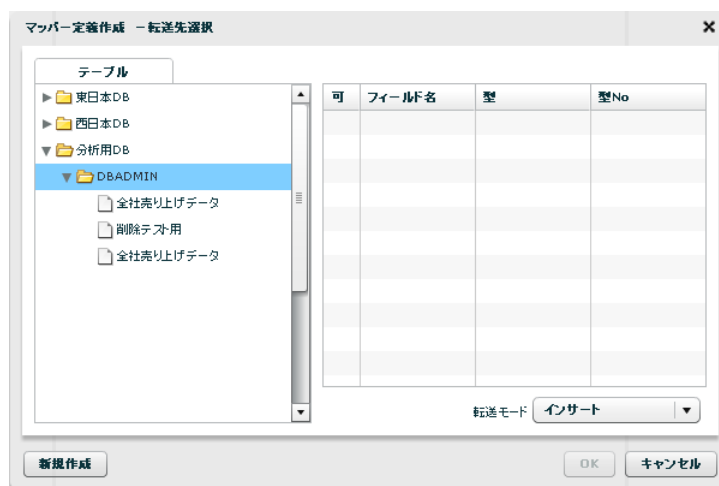 マッパー定義作成 －転送先選択
テーブル
東日本DB
西日本DB
分析用DB
DBADMIN
全社売り上げデータ
削除テスト用
全社売り上げデータ
可 フィールド名 型 型No
転送モード インサート
新規作成 OK キャンセル